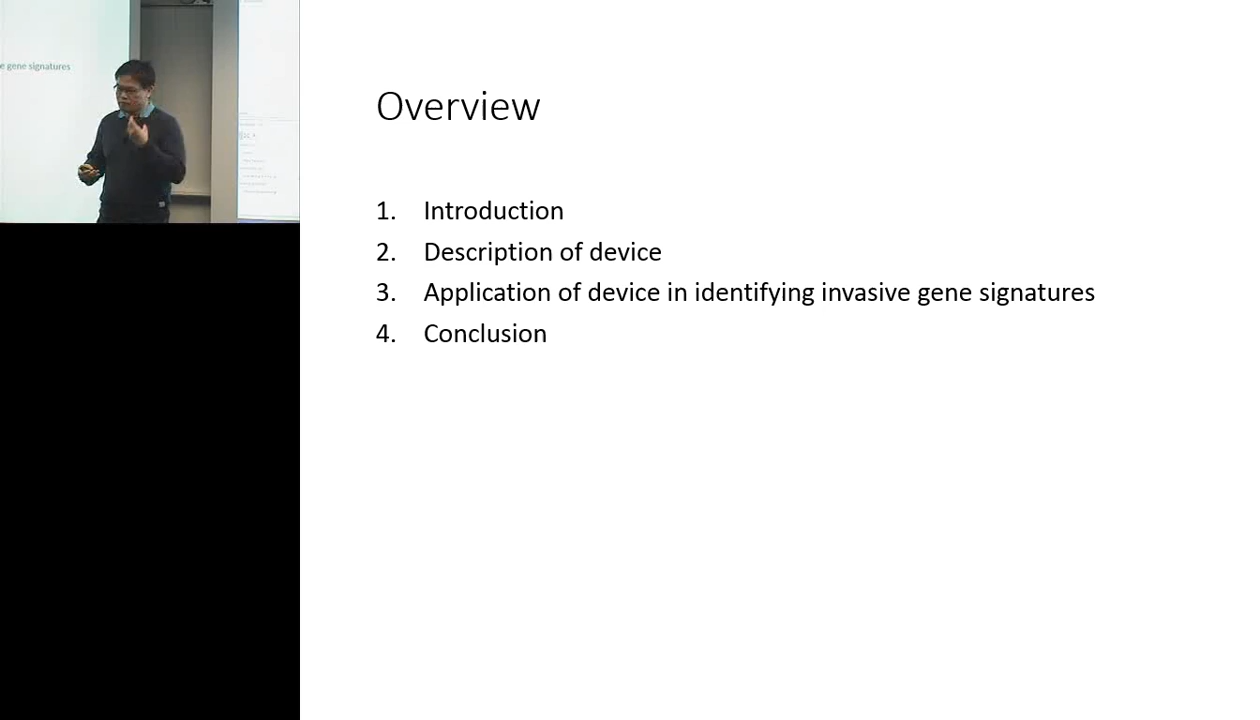 e gene signatures
Overview
1. Introduction
2. Description of device
3. Application of device in identifying invasive gene signatures
4. Conclusion